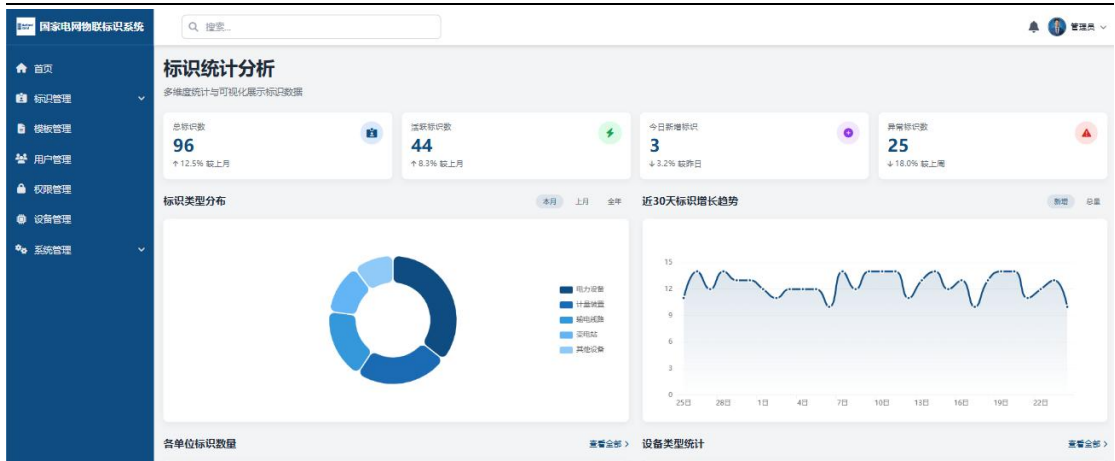 国家电网物联标识系统
搜索...
管理员
首页
标识管理
模板管理
用户管理
权限管理
设备管理
系统管理
标识统计分析
多维度统计与可视化展示标识数据
总标识数
96
↑ 12.5% 较上月
活跃标识数
44
↑ 8.3% 较上月
今日新增标识
3
↓ 3.2% 较昨日
异常标识数
25
↓ 18.0% 较上周
标识类型分布
本月 上月 全年
电力设备
计量装置
输电线路
变电站
其他设备
近30天标识增长趋势
新增 总量
15
12
9
6
3
0
25日 28日 1日 4日 7日 10日 13日 16日 19日 22日
各单位标识数量
查看全部 >
设备类型统计
查看全部 >